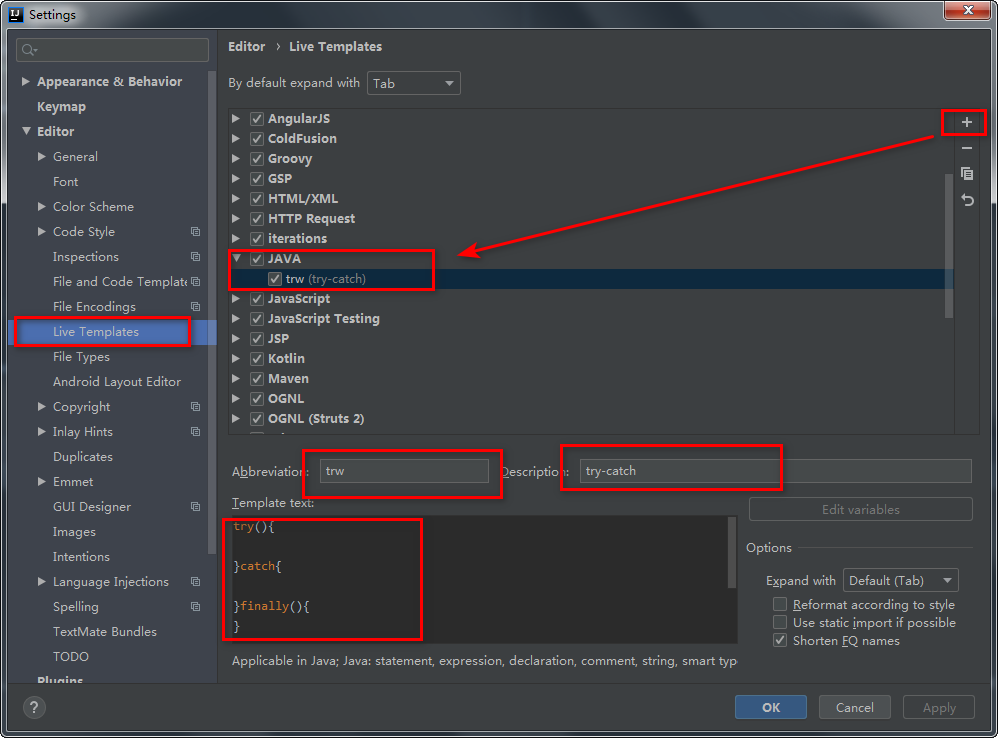 Settings
Appearance & Behavior
Keymap
Editor
General
Font
Color Scheme
Code Style
Inspections
File and Code Template
File Encodings
Live Templates
File Types
Android Layout Editor
Copyright
Inlay Hints
Duplicates
Emmet
GUI Designer
Images
Intentions
Language Injections
Spelling
TextMate Bundles
TODO
Plugins
Editor › Live Templates
By default expand with Tab
AngularJS
ColdFusion
Groovy
GSP
HTML/XML
HTTP Request
iterations
JAVA
trw (try-catch)
JavaScript
JavaScript Testing
JSP
Kotlin
Maven
OGNL
OGNL (Struts 2)
Abbreviation: trw Description: try-catch
Template text:
try(){
}catch{
}finally(){
}
Edit variables
Options
Expand with Default (Tab)
Reformat according to style
Use static import if possible
Shorten FQ names
Applicable in Java; Java: statement, expression, declaration, comment, string, smart typ
? OK Cancel Apply